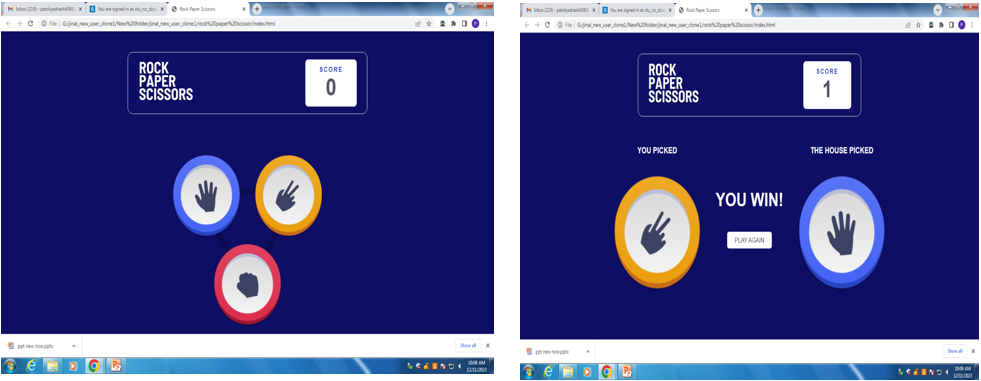 Inbox (219) - patoliyadrashti081
You are signed in as stu_no_docu
Rock Paper Scissors
File
G:/jinal_new_user_clone1/New%20folder/jinal_new_user_clone1/rock%20paper%20scissor/index.html
ROCK
PAPER
SCISSORS
SCORE
0
ppt new now.pptx
Show all
10:08 AM
12/11/2023
Inbox (219) - patoliyadrashti081
You are signed in as stu_no_docu
Rock Paper Scissors
File
G:/jinal_new_user_clone1/New%20folder/jinal_new_user_clone1/rock%20paper%20scissor/index.html
ROCK
PAPER
SCISSORS
SCORE
1
YOU PICKED
THE HOUSE PICKED
YOU WIN!
PLAY AGAIN
ppt new now.pptx
Show all
10:09 AM
12/11/2023